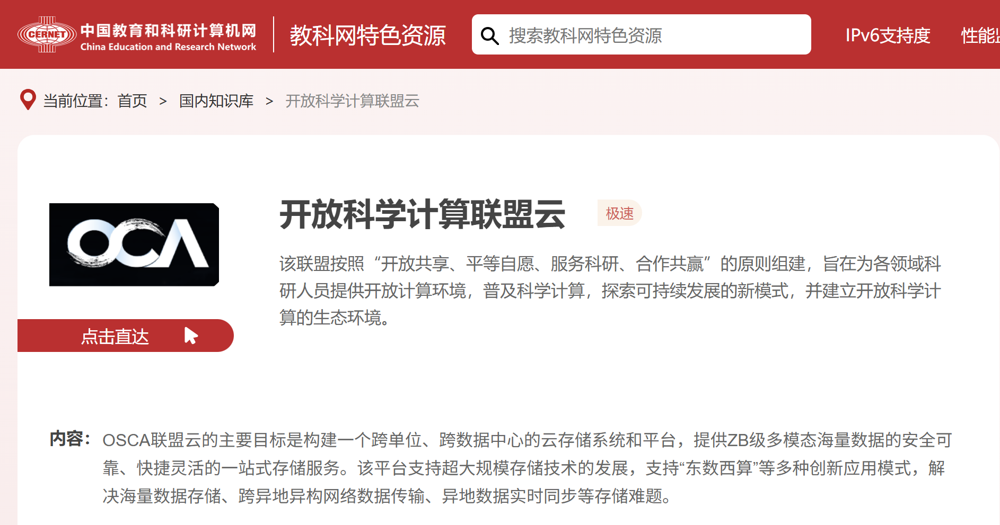 CERNET 中国教育和科研计算机网
China Education and Research Network
教科网特色资源
搜索教科网特色资源
IPv6支持度
性能
当前位置：首页 > 国内知识库 > 开放科学计算联盟云
OCA
开放科学计算联盟云 极速
该联盟按照“开放共享、平等自愿、服务科研、合作共赢”的原则组建，旨在为各领域科
研人员提供开放计算环境，普及科学计算，探索可持续发展的新模式，并建立开放科学计
算的生态环境。
点击直达
内容：OSCA联盟云的主要目标是构建一个跨单位、跨数据中心的云存储系统和平台，提供ZB级多模态海量数据的安全可
靠、快捷灵活的一站式存储服务。该平台支持超大规模存储技术的发展，支持“东数西算”等多种创新应用模式，解
决海量数据存储、跨异地异构网络数据传输、异地数据实时同步等存储难题。